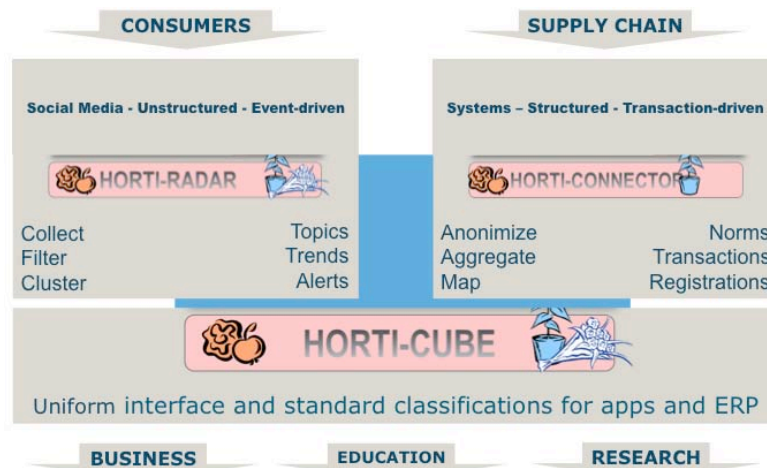 CONSUMERS
SUPPLY CHAIN
Social Media - Unstructured - Event-driven
Systems – Structured - Transaction-driven
HORTI-RADAR
HORTI-CONNECTOR
Collect
Filter
Cluster
Topics
Trends
Alerts
Anonimize
Aggregate
Map
Norms
Transactions
Registrations
HORTI-CUBE
Uniform interface and standard classifications for apps and ERP
BUSINESS
EDUCATION
RESEARCH